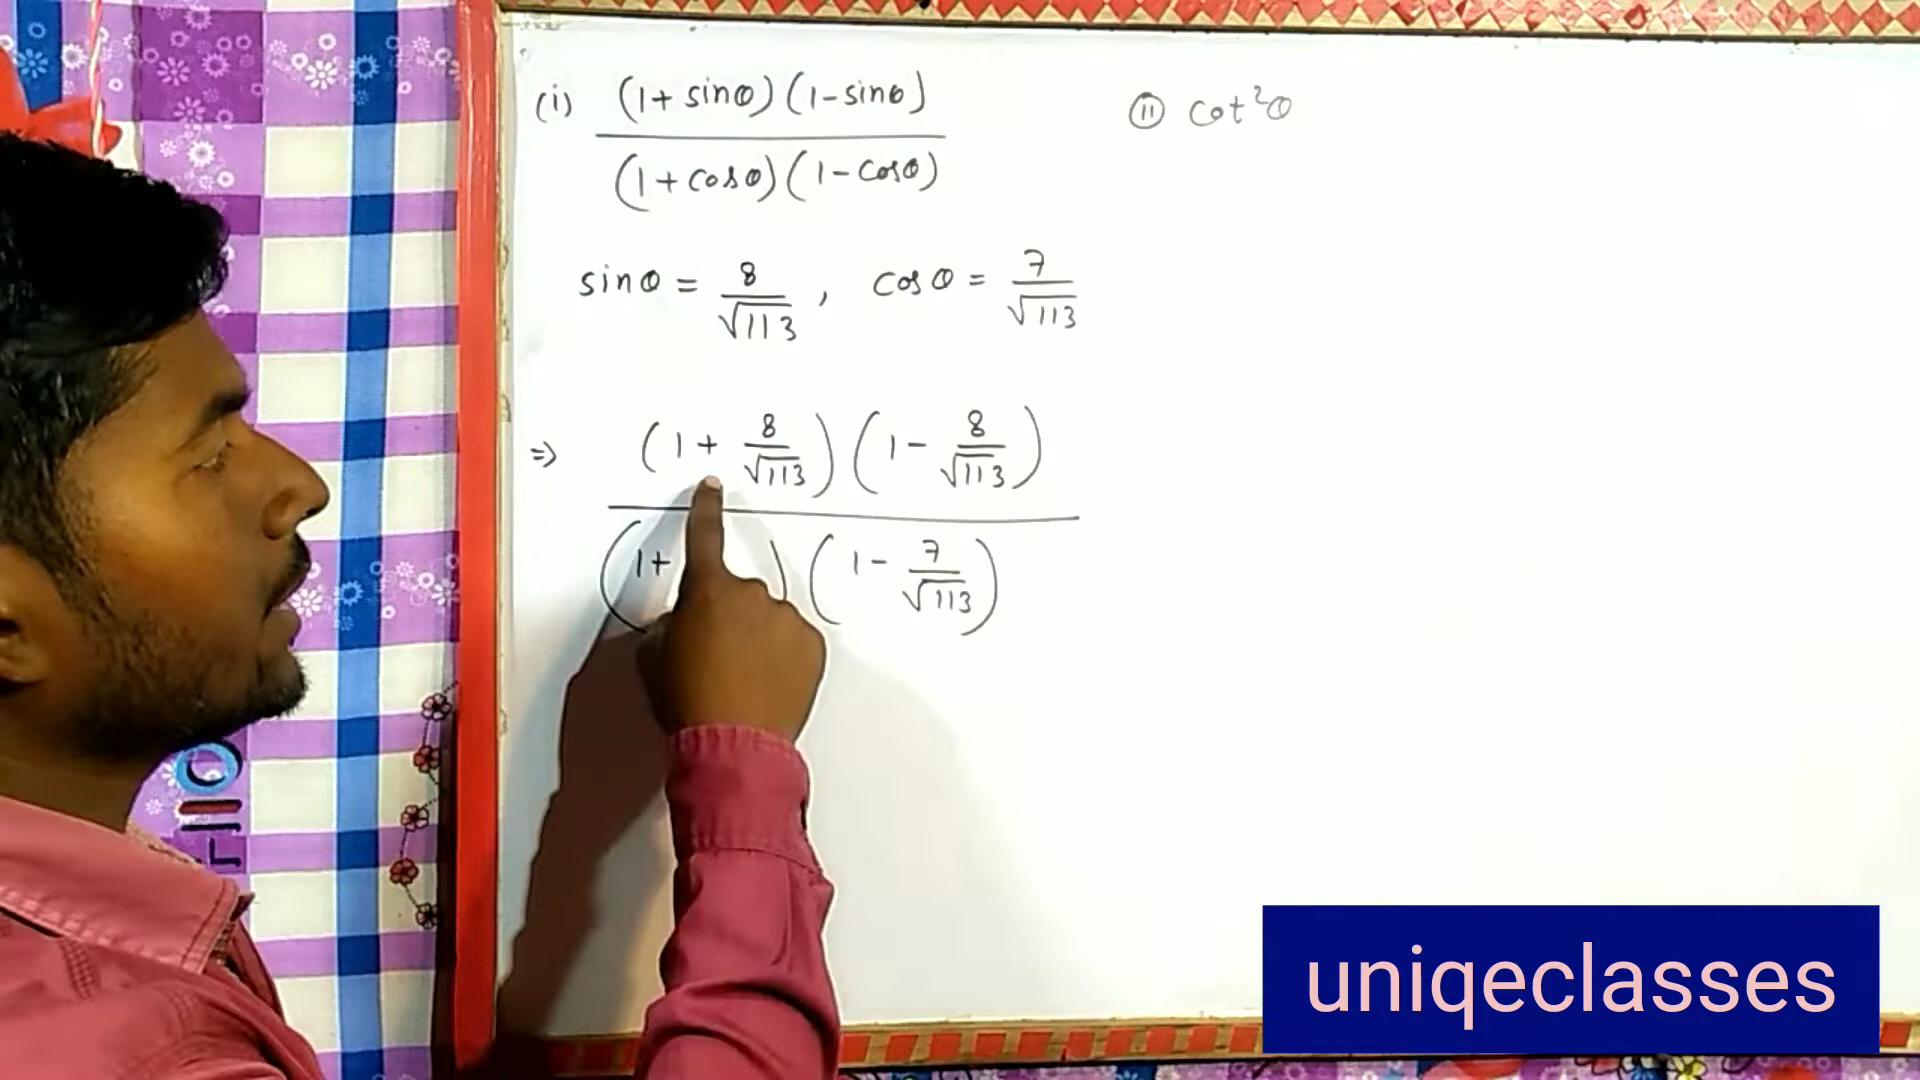 (i) (1+ sinθ)(1-sinθ)
(1+cosθ)(1-cosθ)
ⓘⓘ cot²θ
sinθ = 8/√113 , cosθ = 7/√113
⇒ (1+ 8/√113)(1- 8/√113)
(1+ ) (1- 7/√113)
uniqeclasses